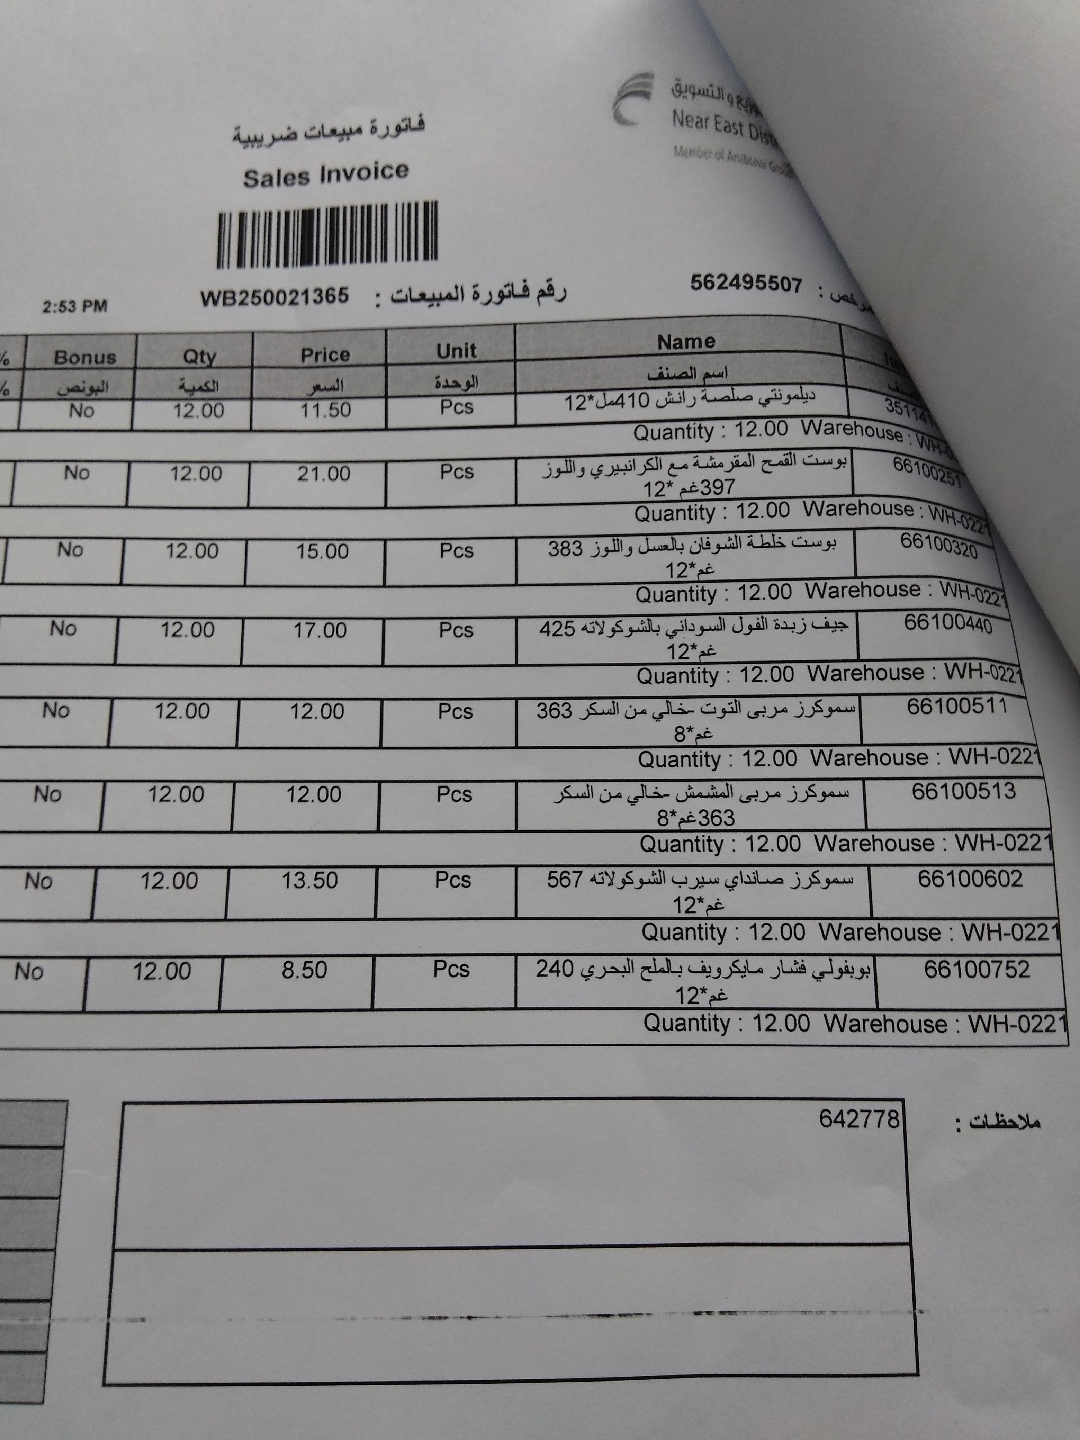 والتسويق
Near East
Member of
فاتورة مبيعات ضريبية
Sales Invoice
562495507 :
رقم فاتورة المبيعات : WB250021365
2:53 PM
% Bonus Qty Price Unit Name
% البونص الكمية السعر الوحدة اسم الصنف
No 12.00 11.50 Pcs ديلمونتي صلصة رانش 410مل*12
Quantity : 12.00 Warehouse :
No 12.00 21.00 Pcs بوست القمح المقرمشة مع الكرانبيري واللوز 66100251
397غم *12
Quantity : 12.00 Warehouse : WH-0221
No 12.00 15.00 Pcs بوست خلطة الشوفان بالعسل واللوز 383 66100320
غم*12
Quantity : 12.00 Warehouse : WH-0221
No 12.00 17.00 Pcs جيف زبدة الفول السوداني بالشوكولاته 425 66100440
غم*12
Quantity : 12.00 Warehouse : WH-0221
No 12.00 12.00 Pcs سموكرز مربى التوت -خالي من السكر 363 66100511
غم*8
Quantity : 12.00 Warehouse : WH-0221
No 12.00 12.00 Pcs سموكرز مربى المشمش -خالي من السكر 66100513
363غم*8
Quantity : 12.00 Warehouse : WH-0221
No 12.00 13.50 Pcs سموكرز صانداي سيرب الشوكولاته 567 66100602
غم*12
Quantity : 12.00 Warehouse : WH-0221
No 12.00 8.50 Pcs بوبفولي فشار مايكرويف بالملح البحري 240 66100752
غم*12
Quantity : 12.00 Warehouse : WH-0221
ملاحظات : 642778